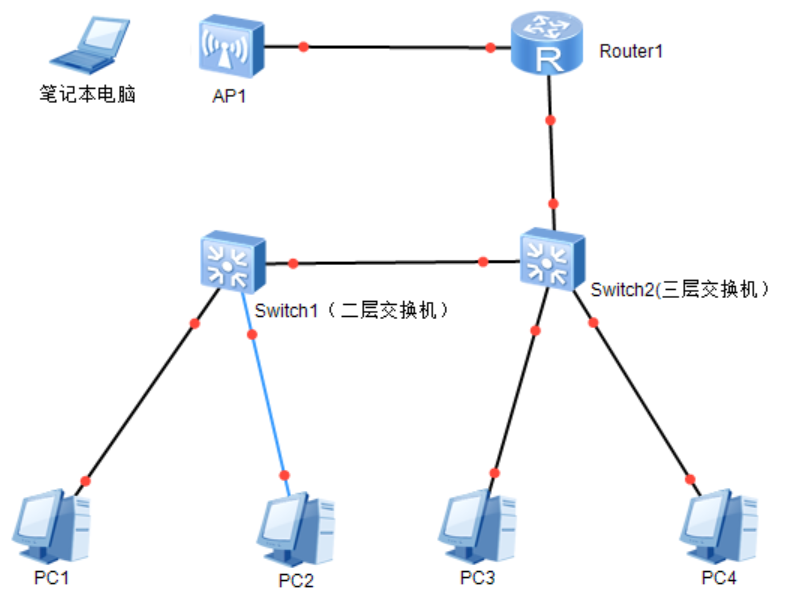 Router1
笔记本电脑
AP1
R
Switch1（二层交换机）
Switch2(三层交换机）
PC1
PC2
PC3
PC4